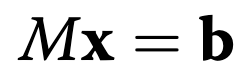 Mx = b